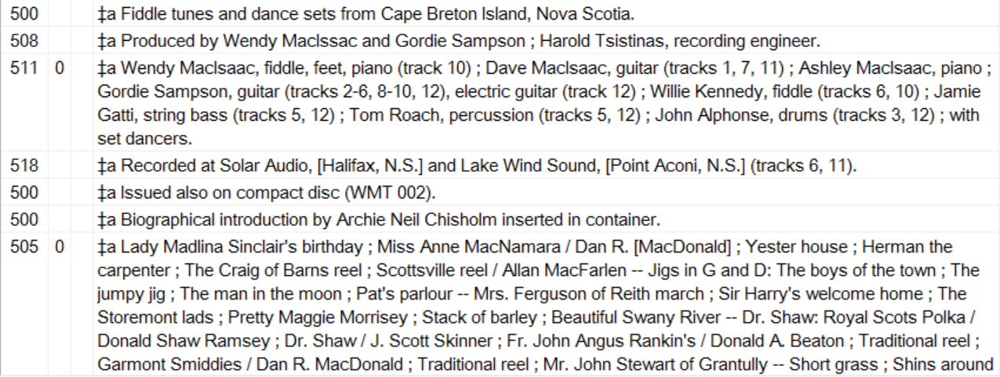 500 ‡a Fiddle tunes and dance sets from Cape Breton Island, Nova Scotia.
508 ‡a Produced by Wendy MacIssac and Gordie Sampson ; Harold Tsistinas, recording engineer.
511 0 ‡a Wendy MacIsaac, fiddle, feet, piano (track 10) ; Dave MacIsaac, guitar (tracks 1, 7, 11) ; Ashley MacIsaac, piano ;
Gordie Sampson, guitar (tracks 2-6, 8-10, 12), electric guitar (track 12) ; Willie Kennedy, fiddle (tracks 6, 10) ; Jamie
Gatti, string bass (tracks 5, 12) ; Tom Roach, percussion (tracks 5, 12) ; John Alphonse, drums (tracks 3, 12) ; with
set dancers.
518 ‡a Recorded at Solar Audio, [Halifax, N.S.] and Lake Wind Sound, [Point Aconi, N.S.] (tracks 6, 11).
500 ‡a Issued also on compact disc (WMT 002).
500 ‡a Biographical introduction by Archie Neil Chisholm inserted in container.
505 0 ‡a Lady Madlina Sinclair's birthday ; Miss Anne MacNamara / Dan R. [MacDonald] ; Yester house ; Herman the
carpenter ; The Craig of Barns reel ; Scottsville reel / Allan MacFarlen -- Jigs in G and D: The boys of the town ; The
jumpy jig ; The man in the moon ; Pat's parlour -- Mrs. Ferguson of Reith march ; Sir Harry's welcome home ; The
Storemont lads ; Pretty Maggie Morrisey ; Stack of barley ; Beautiful Swany River -- Dr. Shaw: Royal Scots Polka /
Donald Shaw Ramsey ; Dr. Shaw / J. Scott Skinner ; Fr. John Angus Rankin's / Donald A. Beaton ; Traditional reel ;
Garmont Smiddies / Dan R. MacDonald ; Traditional reel ; Mr. John Stewart of Grantully -- Short grass ; Shins around